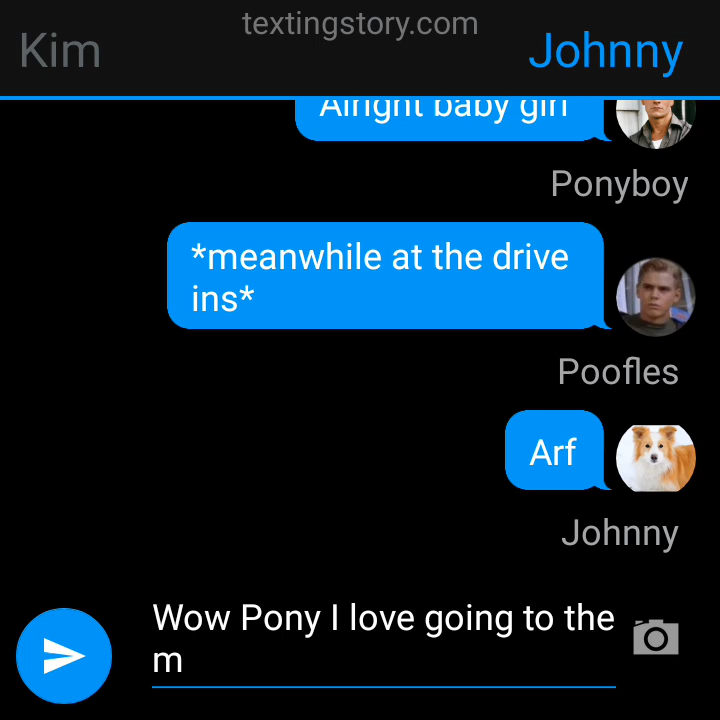 textingstory.com
Kim
Johnny
Alright baby girl
Ponyboy
*meanwhile at the drive
ins*
Poofles
Arf
Johnny
Wow Pony I love going to the
m